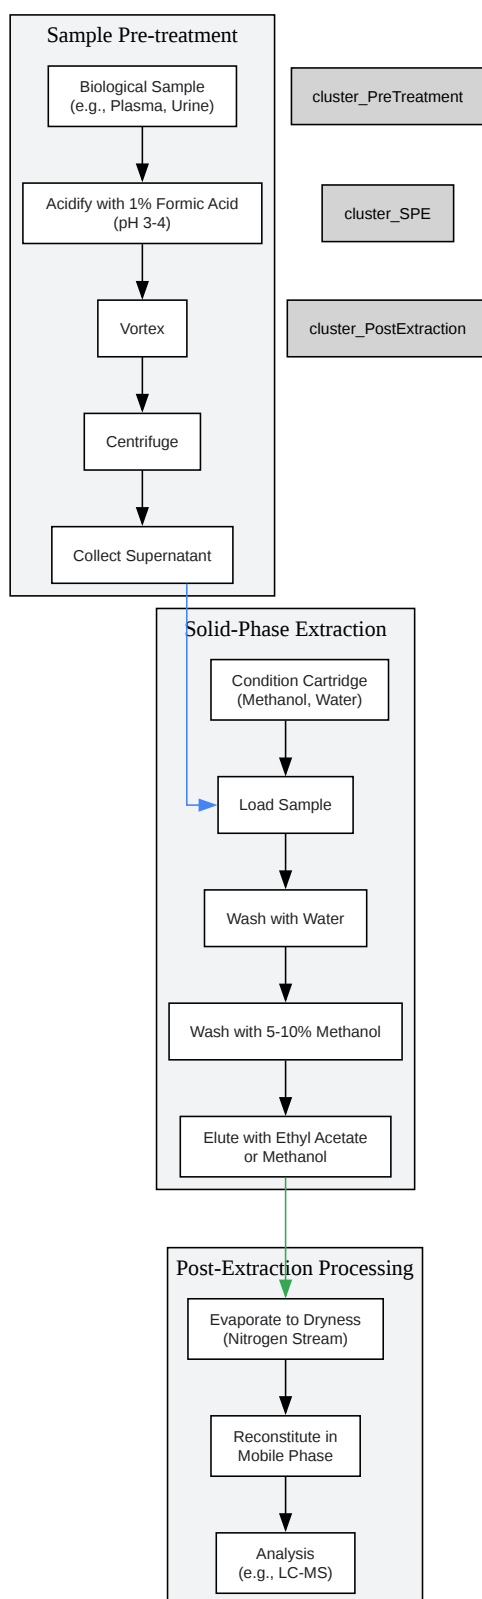 Sample Pre-treatment
Biological Sample
(e.g., Plasma, Urine)
cluster_PreTreatment
Acidify with 1% Formic Acid
(pH 3-4)
cluster_SPE
Vortex
cluster_PostExtraction
Centrifuge
Collect Supernatant
Solid-Phase Extraction
Condition Cartridge
(Methanol, Water)
Load Sample
Wash with Water
Wash with 5-10% Methanol
Elute with Ethyl Acetate
or Methanol
Post-Extraction Processing
Evaporate to Dryness
(Nitrogen Stream)
Reconstitute in
Mobile Phase
Analysis
(e.g., LC-MS)